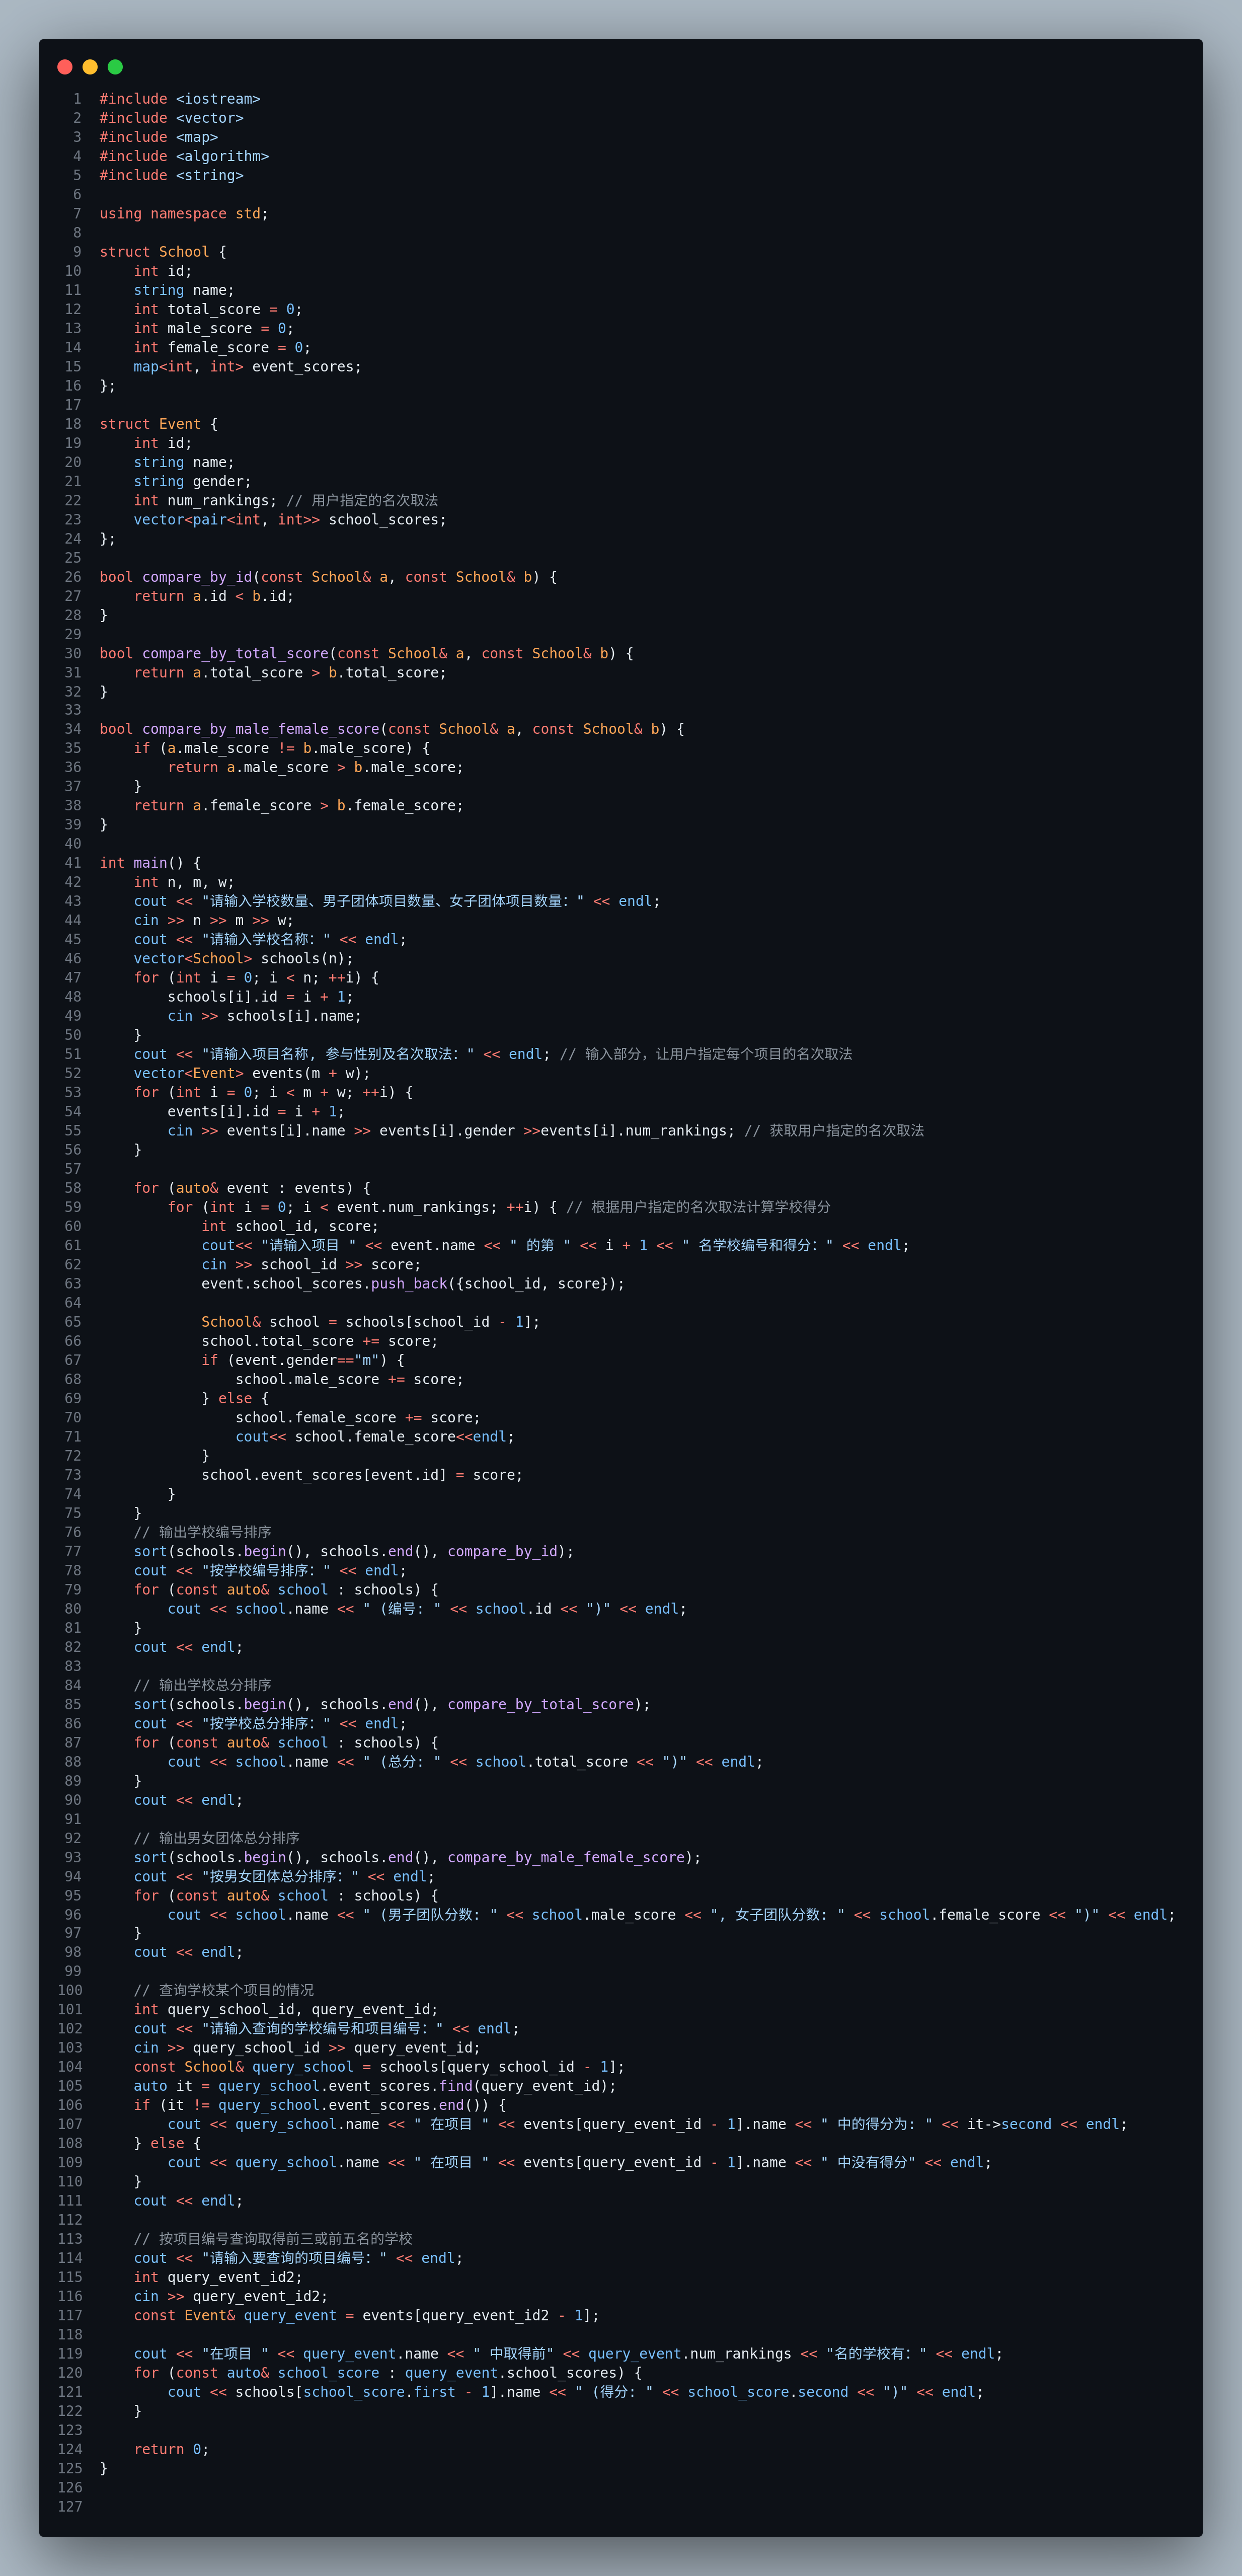 1 #include <iostream>
2 #include <vector>
3 #include <map>
4 #include <algorithm>
5 #include <string>
6
7 using namespace std;
8
9 struct School {
10     int id;
11     string name;
12     int total_score = 0;
13     int male_score = 0;
14     int female_score = 0;
15     map<int, int> event_scores;
16 };
17
18 struct Event {
19     int id;
20     string name;
21     string gender;
22     int num_rankings; // 用户指定的名次取法
23     vector<pair<int, int>> school_scores;
24 };
25
26 bool compare_by_id(const School& a, const School& b) {
27     return a.id < b.id;
28 }
29
30 bool compare_by_total_score(const School& a, const School& b) {
31     return a.total_score > b.total_score;
32 }
33
34 bool compare_by_male_female_score(const School& a, const School& b) {
35     if (a.male_score != b.male_score) {
36         return a.male_score > b.male_score;
37     }
38     return a.female_score > b.female_score;
39 }
40
41 int main() {
42     int n, m, w;
43     cout << "请输入学校数量、男子团体项目数量、女子团体项目数量：" << endl;
44     cin >> n >> m >> w;
45     cout << "请输入学校名称：" << endl;
46     vector<School> schools(n);
47     for (int i = 0; i < n; ++i) {
48         schools[i].id = i + 1;
49         cin >> schools[i].name;
50     }
51     cout << "请输入项目名称, 参与性别及名次取法：" << endl; // 输入部分，让用户指定每个项目的名次取法
52     vector<Event> events(m + w);
53     for (int i = 0; i < m + w; ++i) {
54         events[i].id = i + 1;
55         cin >> events[i].name >> events[i].gender >>events[i].num_rankings; // 获取用户指定的名次取法
56     }
57
58     for (auto& event : events) {
59         for (int i = 0; i < event.num_rankings; ++i) { // 根据用户指定的名次取法计算学校得分
60             int school_id, score;
61             cout<< "请输入项目 " << event.name << " 的第 " << i + 1 << " 名学校编号和得分：" << endl;
62             cin >> school_id >> score;
63             event.school_scores.push_back({school_id, score});
64
65             School& school = schools[school_id - 1];
66             school.total_score += score;
67             if (event.gender=="m") {
68                 school.male_score += score;
69             } else {
70                 school.female_score += score;
71                 cout<< school.female_score<<endl;
72             }
73             school.event_scores[event.id] = score;
74         }
75     }
76     // 输出学校编号排序
77     sort(schools.begin(), schools.end(), compare_by_id);
78     cout << "按学校编号排序：" << endl;
79     for (const auto& school : schools) {
80         cout << school.name << " (编号: " << school.id << ")" << endl;
81     }
82     cout << endl;
83
84     // 输出学校总分排序
85     sort(schools.begin(), schools.end(), compare_by_total_score);
86     cout << "按学校总分排序：" << endl;
87     for (const auto& school : schools) {
88         cout << school.name << " (总分: " << school.total_score << ")" << endl;
89     }
90     cout << endl;
91
92     // 输出男女团体总分排序
93     sort(schools.begin(), schools.end(), compare_by_male_female_score);
94     cout << "按男女团体总分排序：" << endl;
95     for (const auto& school : schools) {
96         cout << school.name << " (男子团队分数: " << school.male_score << ", 女子团队分数: " << school.female_score << ")" << endl;
97     }
98     cout << endl;
99
100     // 查询学校某个项目的情况
101     int query_school_id, query_event_id;
102     cout << "请输入查询的学校编号和项目编号：" << endl;
103     cin >> query_school_id >> query_event_id;
104     const School& query_school = schools[query_school_id - 1];
105     auto it = query_school.event_scores.find(query_event_id);
106     if (it != query_school.event_scores.end()) {
107         cout << query_school.name << " 在项目 " << events[query_event_id - 1].name << " 中的得分为: " << it->second << endl;
108     } else {
109         cout << query_school.name << " 在项目 " << events[query_event_id - 1].name << " 中没有得分" << endl;
110     }
111     cout << endl;
112
113     // 按项目编号查询取得前三或前五名的学校
114     cout << "请输入要查询的项目编号：" << endl;
115     int query_event_id2;
116     cin >> query_event_id2;
117     const Event& query_event = events[query_event_id2 - 1];
118
119     cout << "在项目 " << query_event.name << " 中取得前" << query_event.num_rankings << "名的学校有：" << endl;
120     for (const auto& school_score : query_event.school_scores) {
121         cout << schools[school_score.first - 1].name << " (得分: " << school_score.second << ")" << endl;
122     }
123
124     return 0;
125 }
126
127